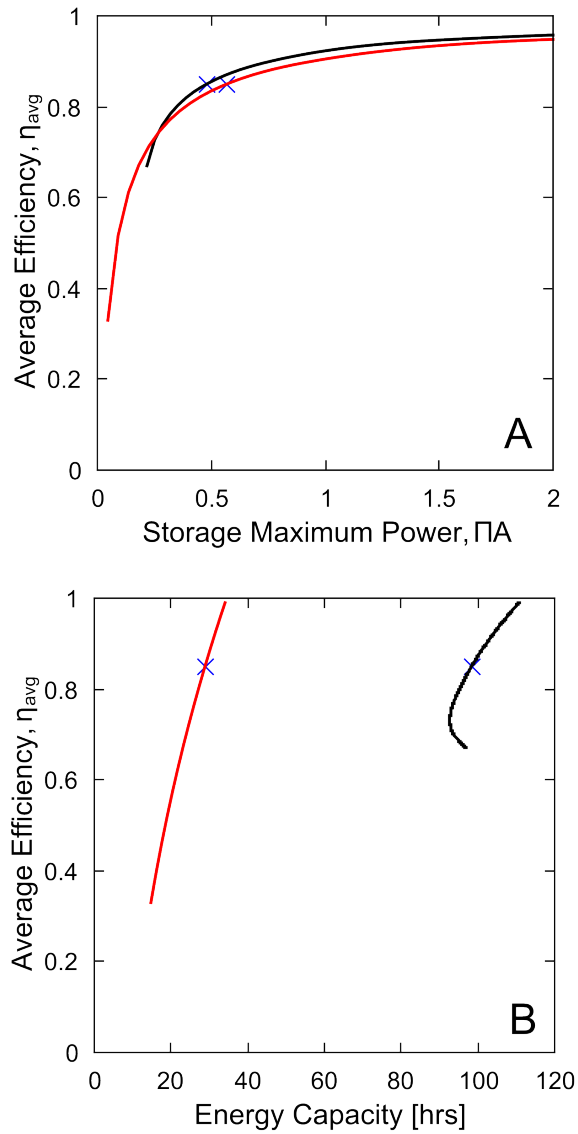 1
0.8
0.6
0.4
0.2
0
Average Efficiency, ηavg
A
0 0.5 1 1.5 2
Storage Maximum Power, ΠA
1
0.8
0.6
0.4
0.2
0
Average Efficiency, ηavg
B
0 20 40 60 80 100 120
Energy Capacity [hrs]